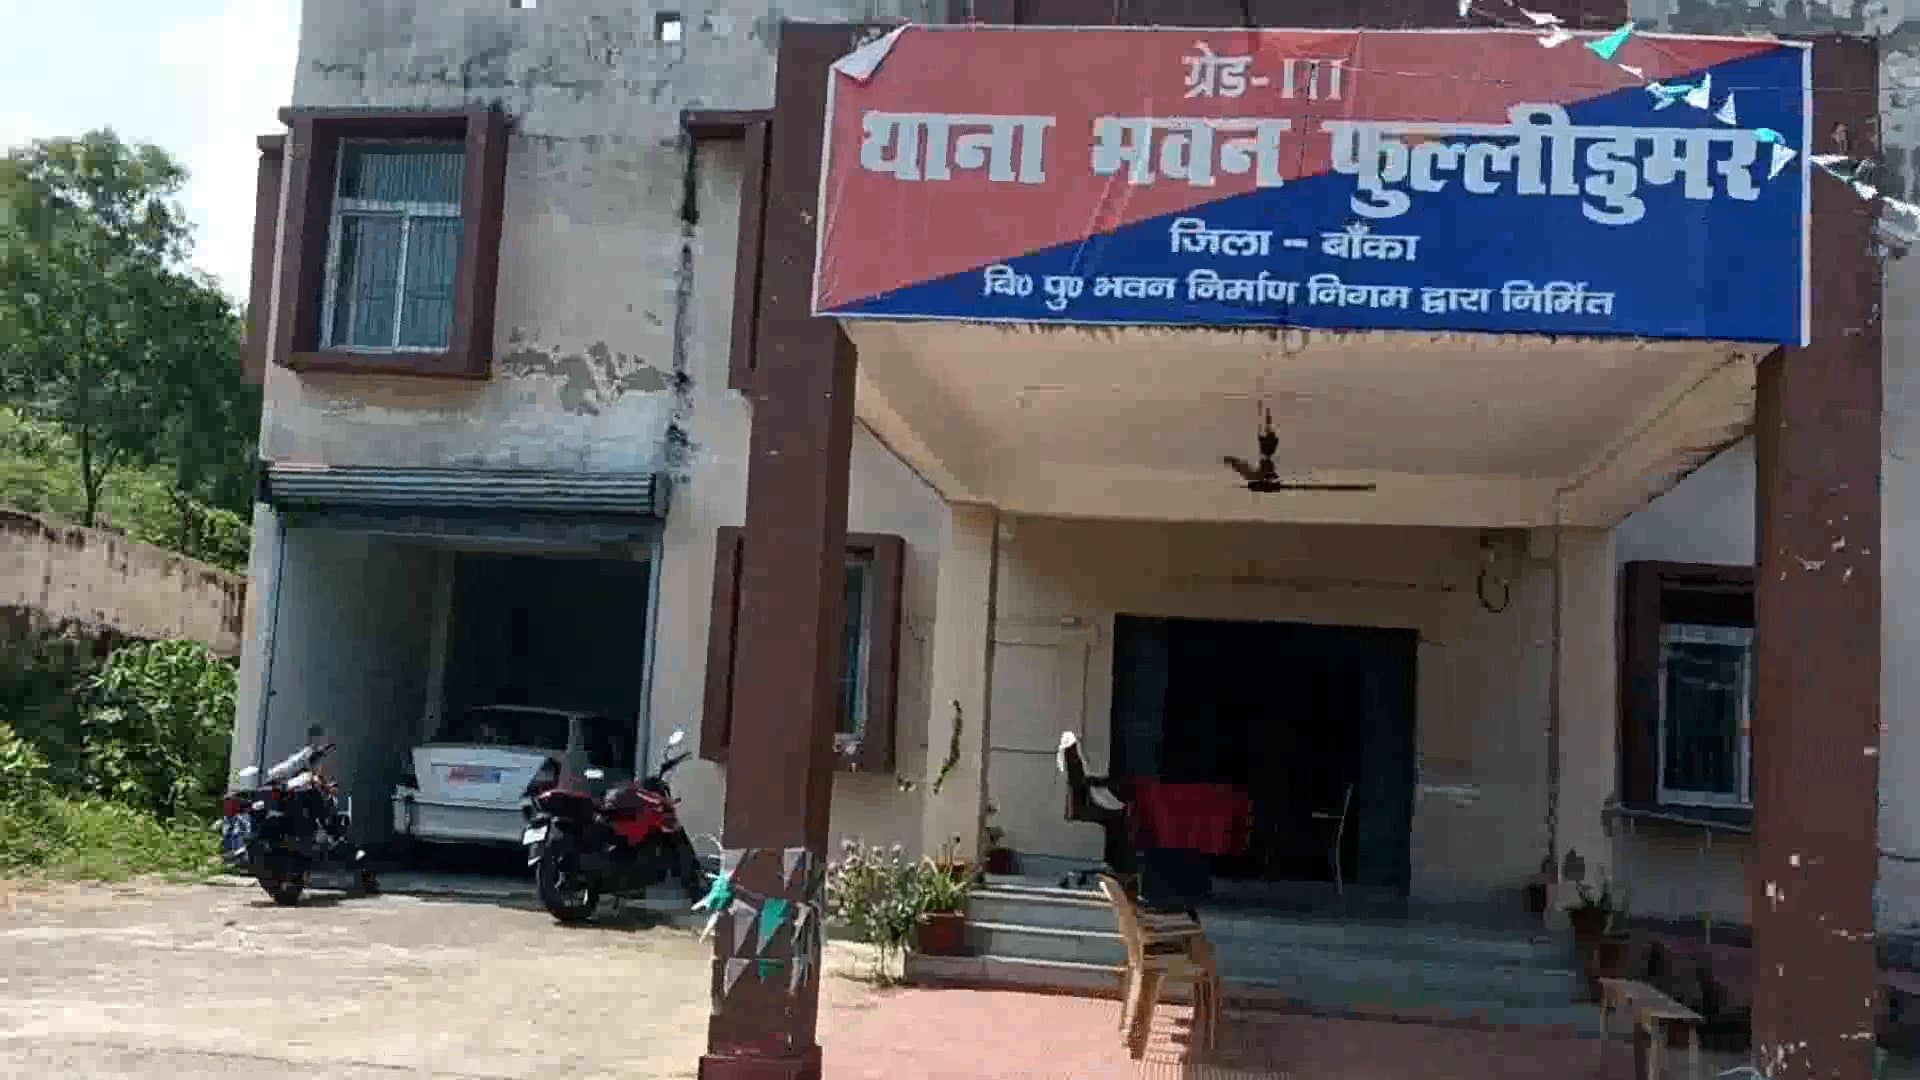 ग्रेड-III
थाना भवन फुल्लीडुमर
जिला - बाँका
बि० पु० भवन निर्माण निगम द्वारा निर्मित